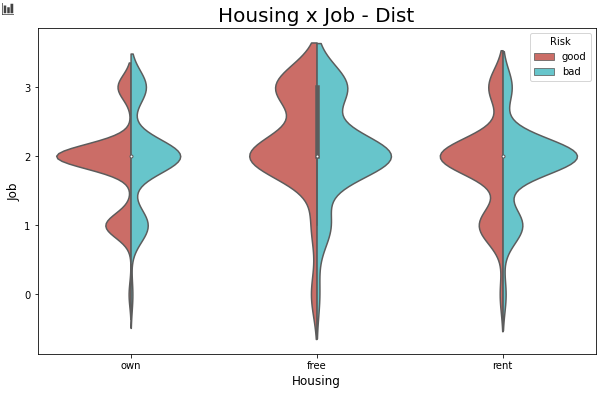 Housing x Job - Dist
Risk
good
bad
3
2
1
0
Job
own
free
rent
Housing